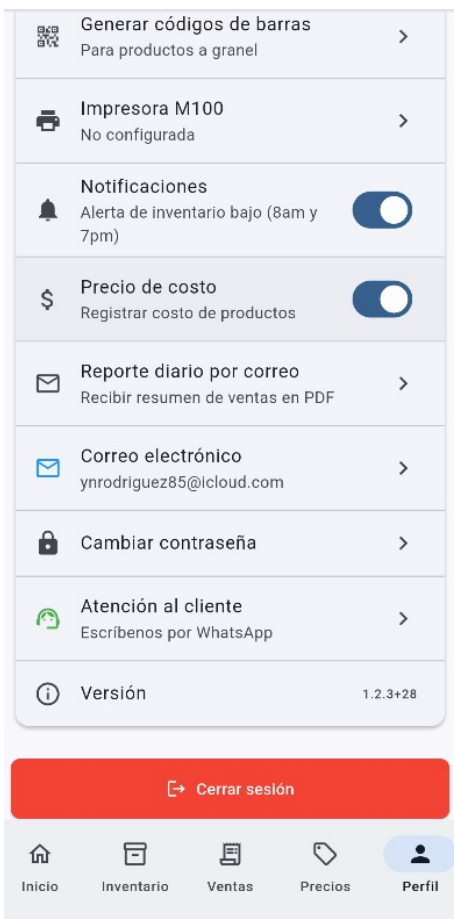 Generar códigos de barras
Para productos a granel
Impresora M100
No configurada
Notificaciones
Alerta de inventario bajo (8am y
7pm)
Precio de costo
Registrar costo de productos
Reporte diario por correo
Recibir resumen de ventas en PDF
Correo electrónico
ynrodriguez85@icloud.com
Cambiar contraseña
Atención al cliente
Escríbenos por WhatsApp
Versión
1.2.3+28
Cerrar sesión
Inicio
Inventario
Ventas
Precios
Perfil